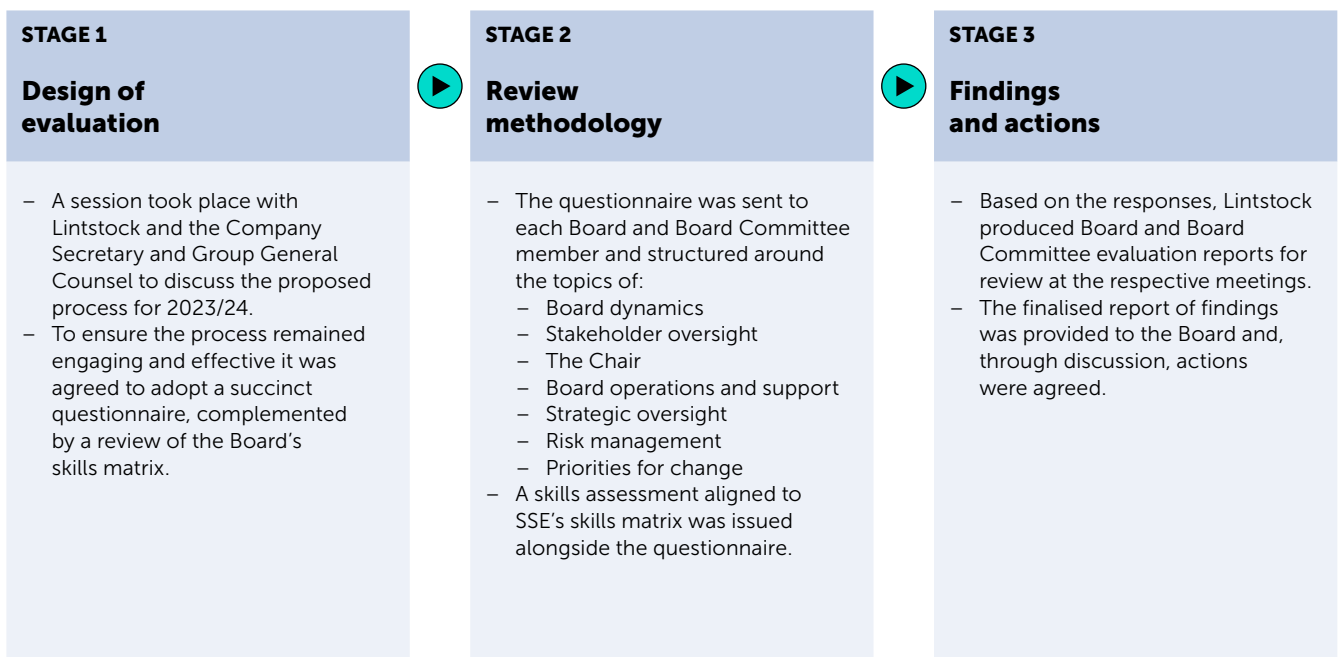 STAGE 1
Design of
evaluation
– A session took place with
Lintstock and the Company
Secretary and Group General
Counsel to discuss the proposed
process for 2023/24.
– To ensure the process remained
engaging and effective it was
agreed to adopt a succinct
questionnaire, complemented
by a review of the Board's
skills matrix.
STAGE 2
Review
methodology
– The questionnaire was sent to
each Board and Board Committee
member and structured around
the topics of:
– Board dynamics
– Stakeholder oversight
– The Chair
– Board operations and support
– Strategic oversight
– Risk management
– Priorities for change
– A skills assessment aligned to
SSE's skills matrix was issued
alongside the questionnaire.
STAGE 3
Findings
and actions
– Based on the responses, Lintstock
produced Board and Board
Committee evaluation reports for
review at the respective meetings.
– The finalised report of findings
was provided to the Board and,
through discussion, actions
were agreed.